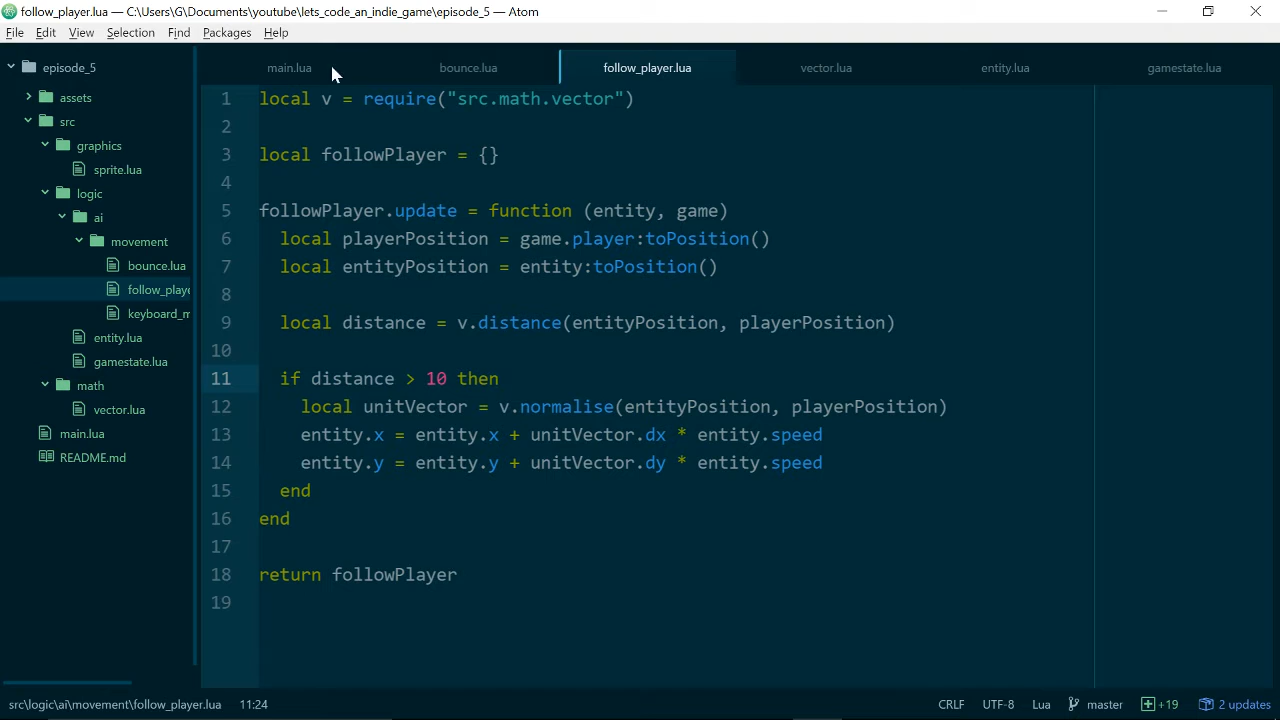 follow_player.lua — C:\Users\G\Documents\youtube\lets_code_an_indie_game\episode_5 — Atom
File Edit View Selection Find Packages Help
episode_5
assets
src
graphics
sprite.lua
logic
ai
movement
bounce.lua
follow_playe
keyboard_m
entity.lua
gamestate.lua
math
vector.lua
main.lua
README.md
main.lua bounce.lua follow_player.lua vector.lua entity.lua gamestate.lua
1 local v = require("src.math.vector")
2
3 local followPlayer = {}
4
5 followPlayer.update = function (entity, game)
6 local playerPosition = game.player:toPosition()
7 local entityPosition = entity:toPosition()
8
9 local distance = v.distance(entityPosition, playerPosition)
10
11 if distance > 10 then
12 local unitVector = v.normalise(entityPosition, playerPosition)
13 entity.x = entity.x + unitVector.dx * entity.speed
14 entity.y = entity.y + unitVector.dy * entity.speed
15 end
16 end
17
18 return followPlayer
19
src\logic\ai\movement\follow_player.lua 11:24 CRLF UTF-8 Lua master +19 2 updates